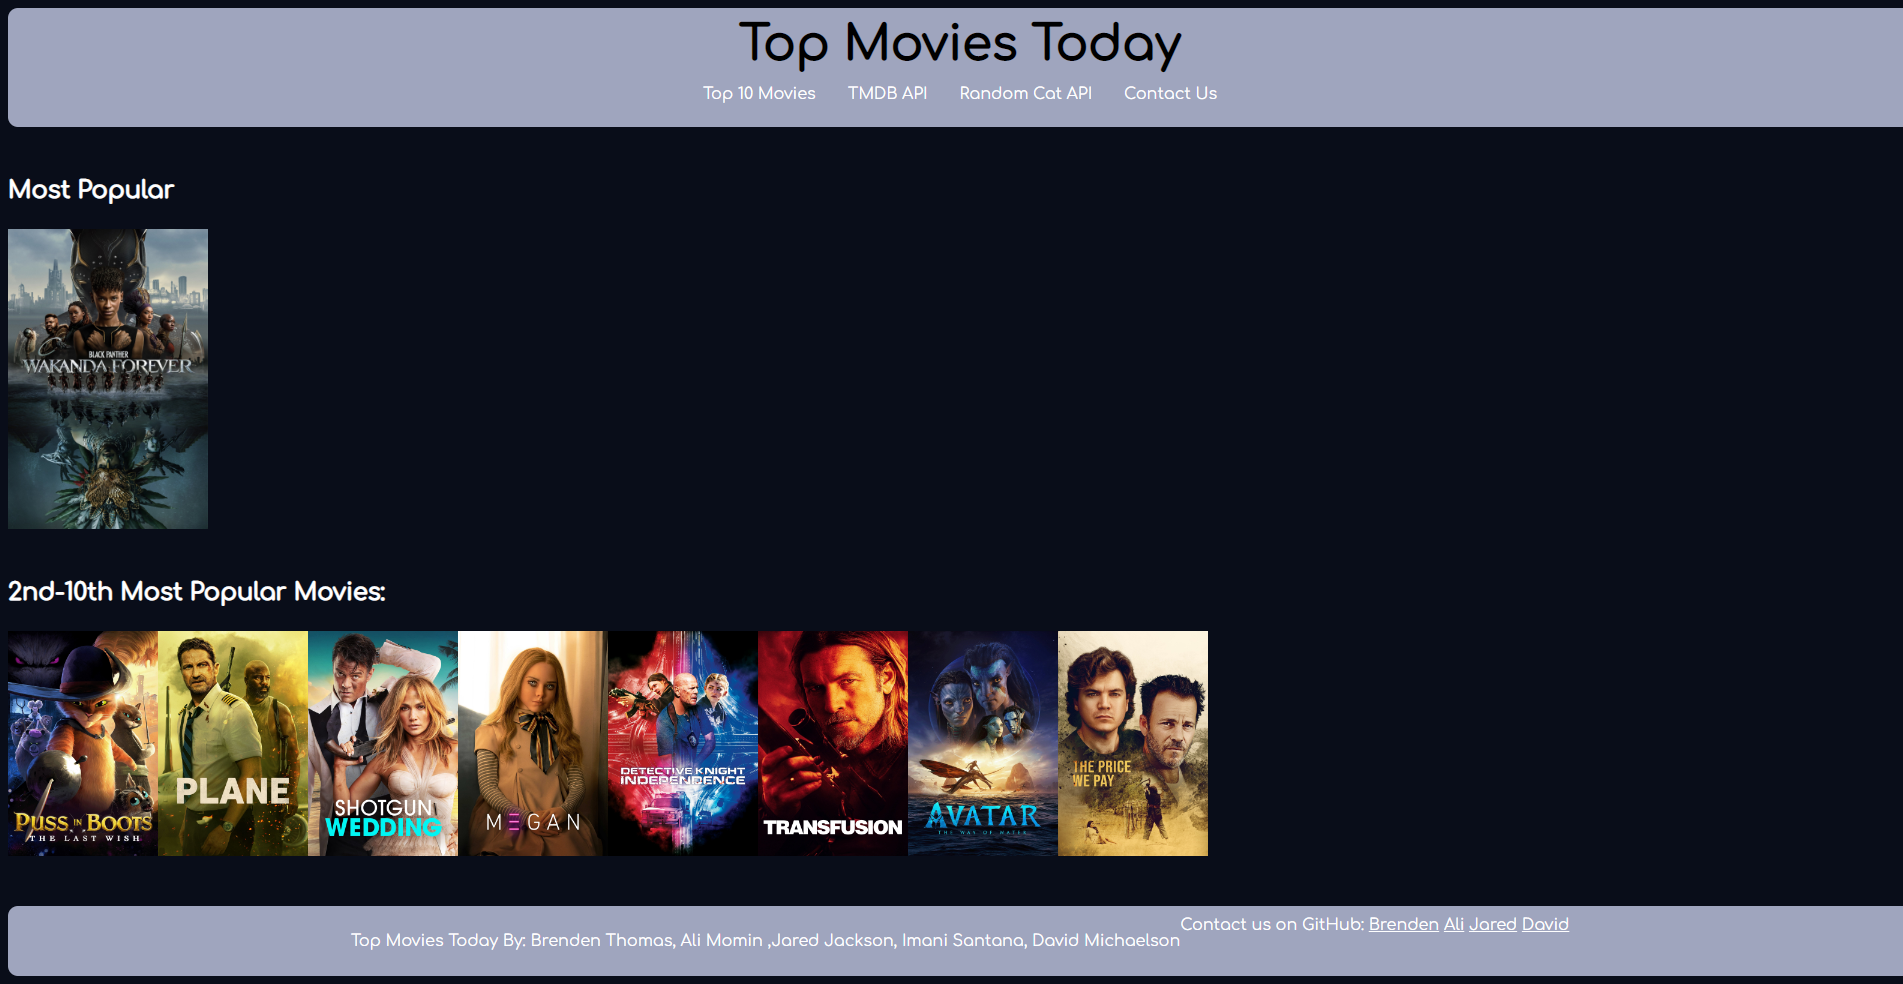 Top Movies Today
Top 10 Movies TMDB API Random Cat API Contact Us
Most Popular
BLACK PANTHER
WAKANDA FOREVER
2nd-10th Most Popular Movies:
PUSS IN BOOTS
THE LAST WISH
PLANE
SHOTGUN
WEDDING
M3GAN
DETECTIVE KNIGHT
INDEPENDENCE
TRANSFUSION
AVATAR
THE WAY OF WATER
THE PRICE
WE PAY
Contact us on GitHub: Brenden Ali Jared David
Top Movies Today By: Brenden Thomas, Ali Momin ,Jared Jackson, Imani Santana, David Michaelson